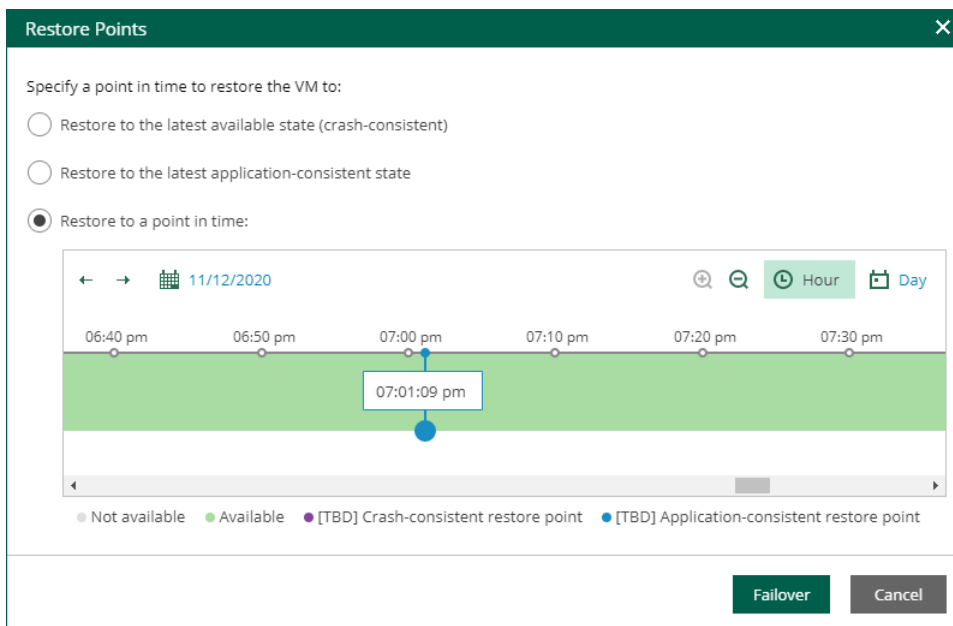 Restore Points
Specify a point in time to restore the VM to:
Restore to the latest available state (crash-consistent)
Restore to the latest application-consistent state
Restore to a point in time:
11/12/2020 Hour Day
06:40 pm 06:50 pm 07:00 pm 07:10 pm 07:20 pm 07:30 pm
07:01:09 pm
Not available Available [TBD] Crash-consistent restore point [TBD] Application-consistent restore point
Failover Cancel